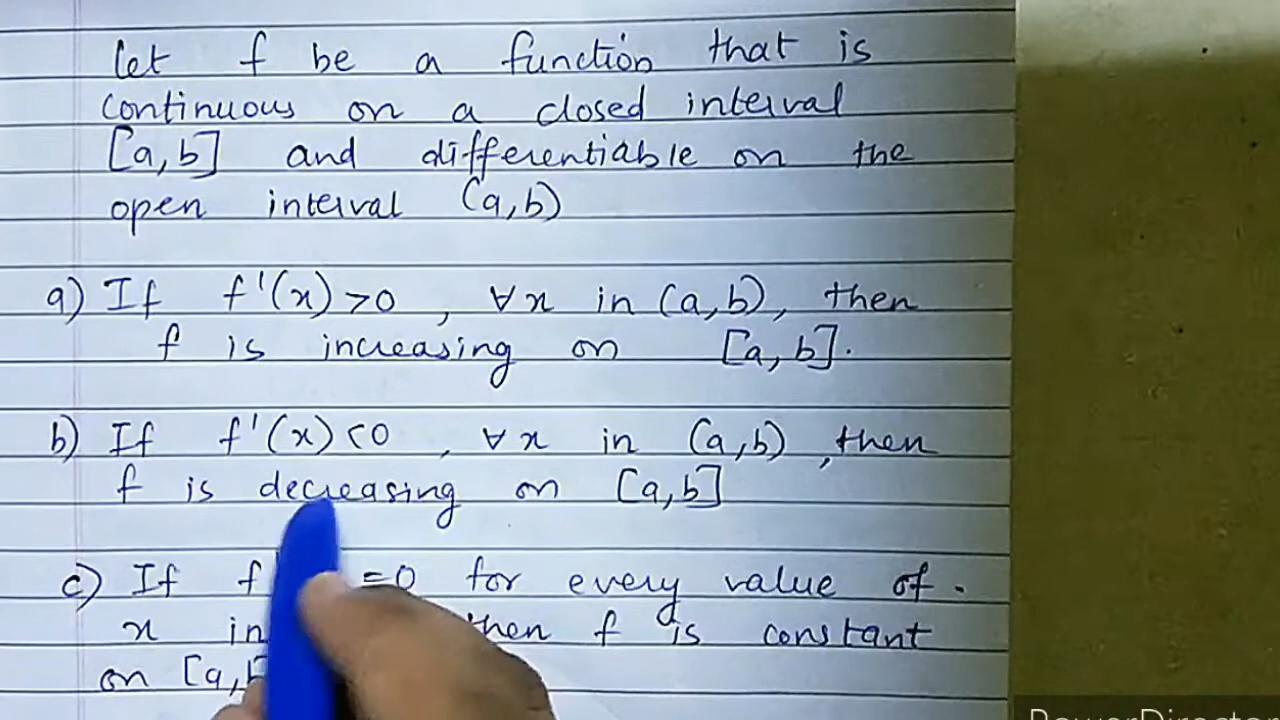 let f be a function that is
continuous on a closed interval
[a,b] and differentiable on the
open interval (a,b)
a) If f'(x) >0 , ∀x in (a,b), then
f is increasing on [a,b].
b) If f'(x) <0 , ∀x in (a,b), then
f is decreasing on [a,b]
c) If f =0 for every value of.
x in then f is constant
on [a,b
PowerDirector